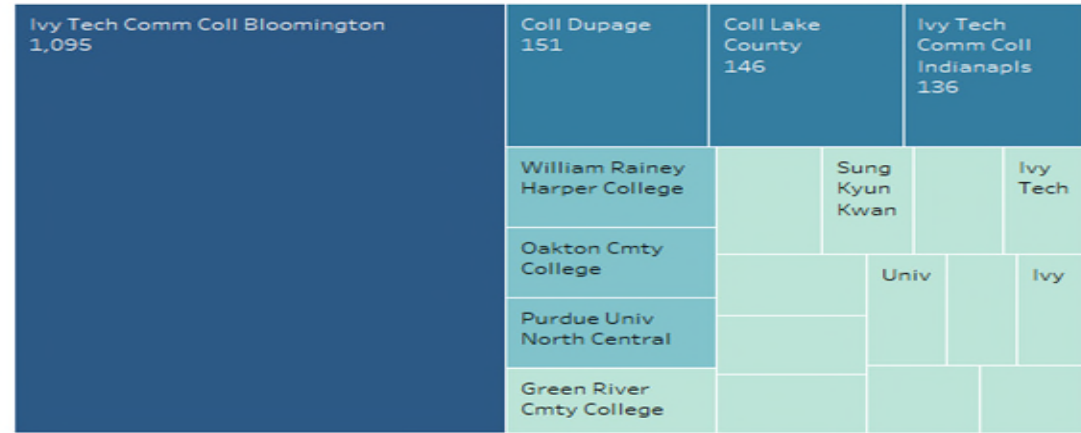 Ivy Tech Comm Coll Bloomington
1,095
Coll Dupage
151
Coll Lake
County
146
Ivy Tech
Comm Coll
Indianapls
136
William Rainey
Harper College
Oakton Cmty
College
Purdue Univ
North Central
Green River
Cmty College
Sung
Kyun
Kwan
Ivy
Tech
Univ
Ivy